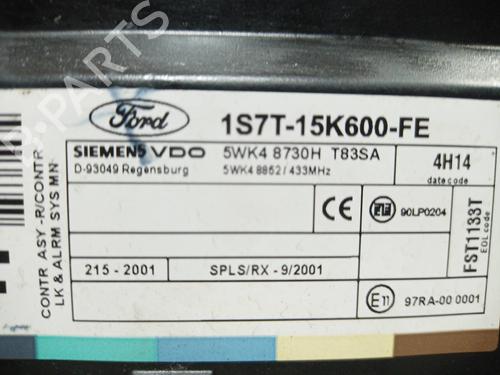 PARTS
Ford
1S7T-15K600-FE
SIEMENS VDO 5WK4 8730H T83SA
D-93049 Regensburg 5WK4 8852/433MHz
4H14
date code
CE
90LP0204
FST1133T
EOL code
215 - 2001
SPLS/RX - 9/2001
E11
97RA-00 0001
CONTR ASY -R/CONTR
LK & ALRM SYS MN